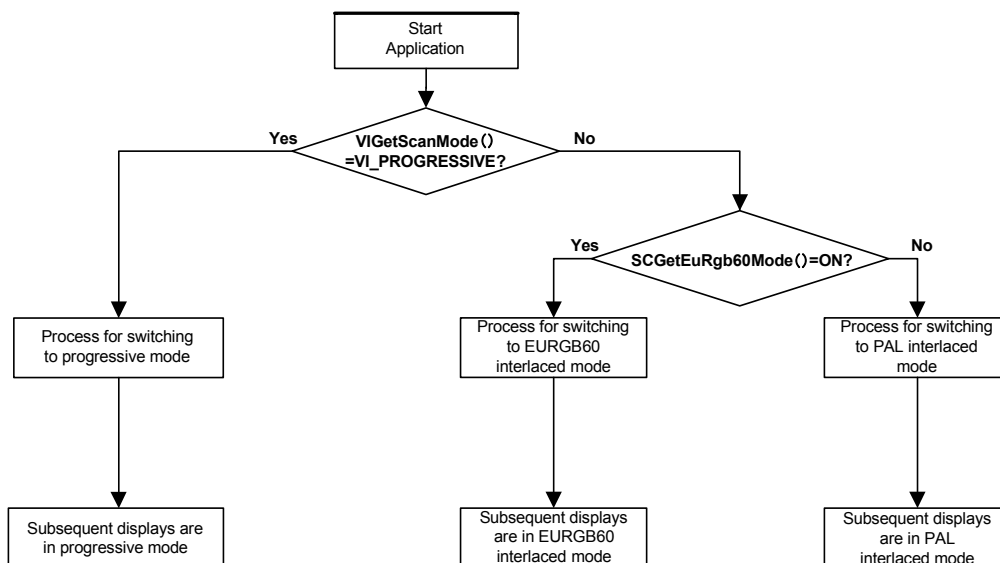 Start
Application
Yes
VIGetScanMode()
=VI_PROGRESSIVE?
No
Yes
SCGetEuRgb60Mode()=ON?
No
Process for switching
to progressive mode
Process for switching
to EURGB60
interlaced mode
Process for switching
to PAL interlaced
mode
Subsequent displays are
in progressive mode
Subsequent displays
are in EURGB60
interlaced mode
Subsequent displays
are in PAL
interlaced mode